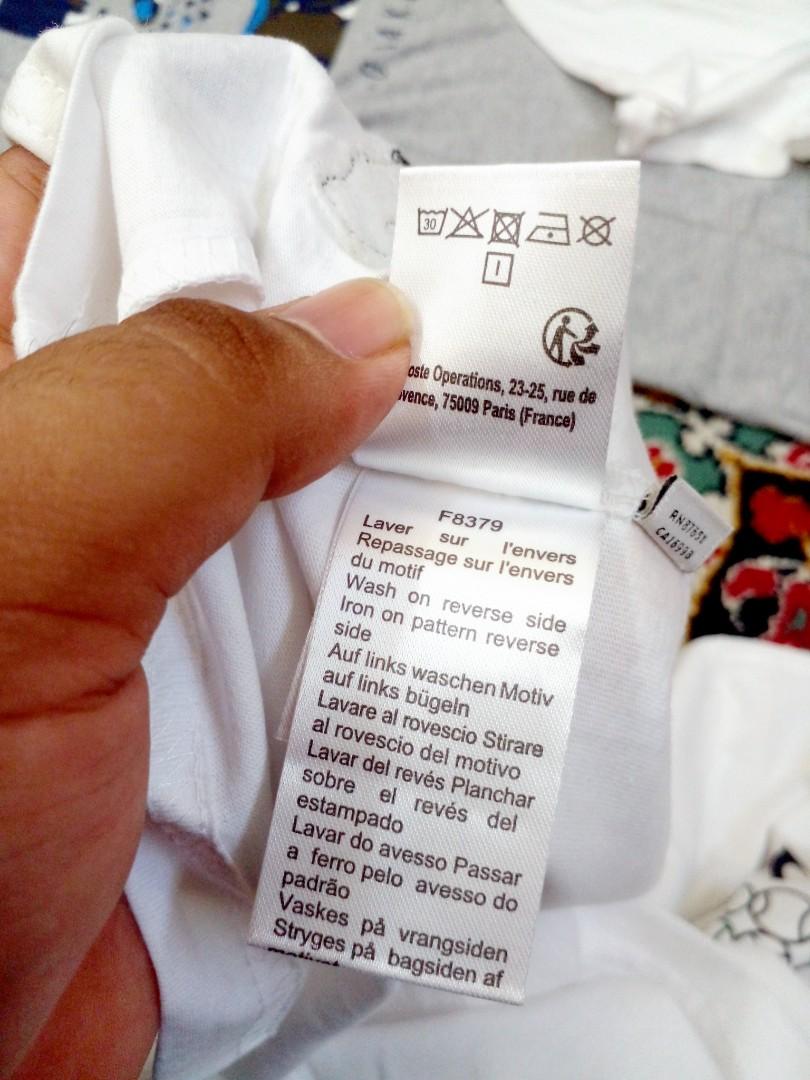 30
Operations, 23-25, rue de
75009 Paris (France)
F8379
Laver sur l'envers
Repassage sur l'envers
du motif
Wash on reverse side
Iron on pattern reverse
side
Auf links waschen Motiv
auf links bügeln
Lavare al rovescio Stirare
al rovescio del motivo
Lavar del revés Planchar
sobre el revés del
estampado
Lavar do avesso Passar
a ferro pelo avesso do
padrão
Vaskes på vrangsiden
Stryges på bagsiden af